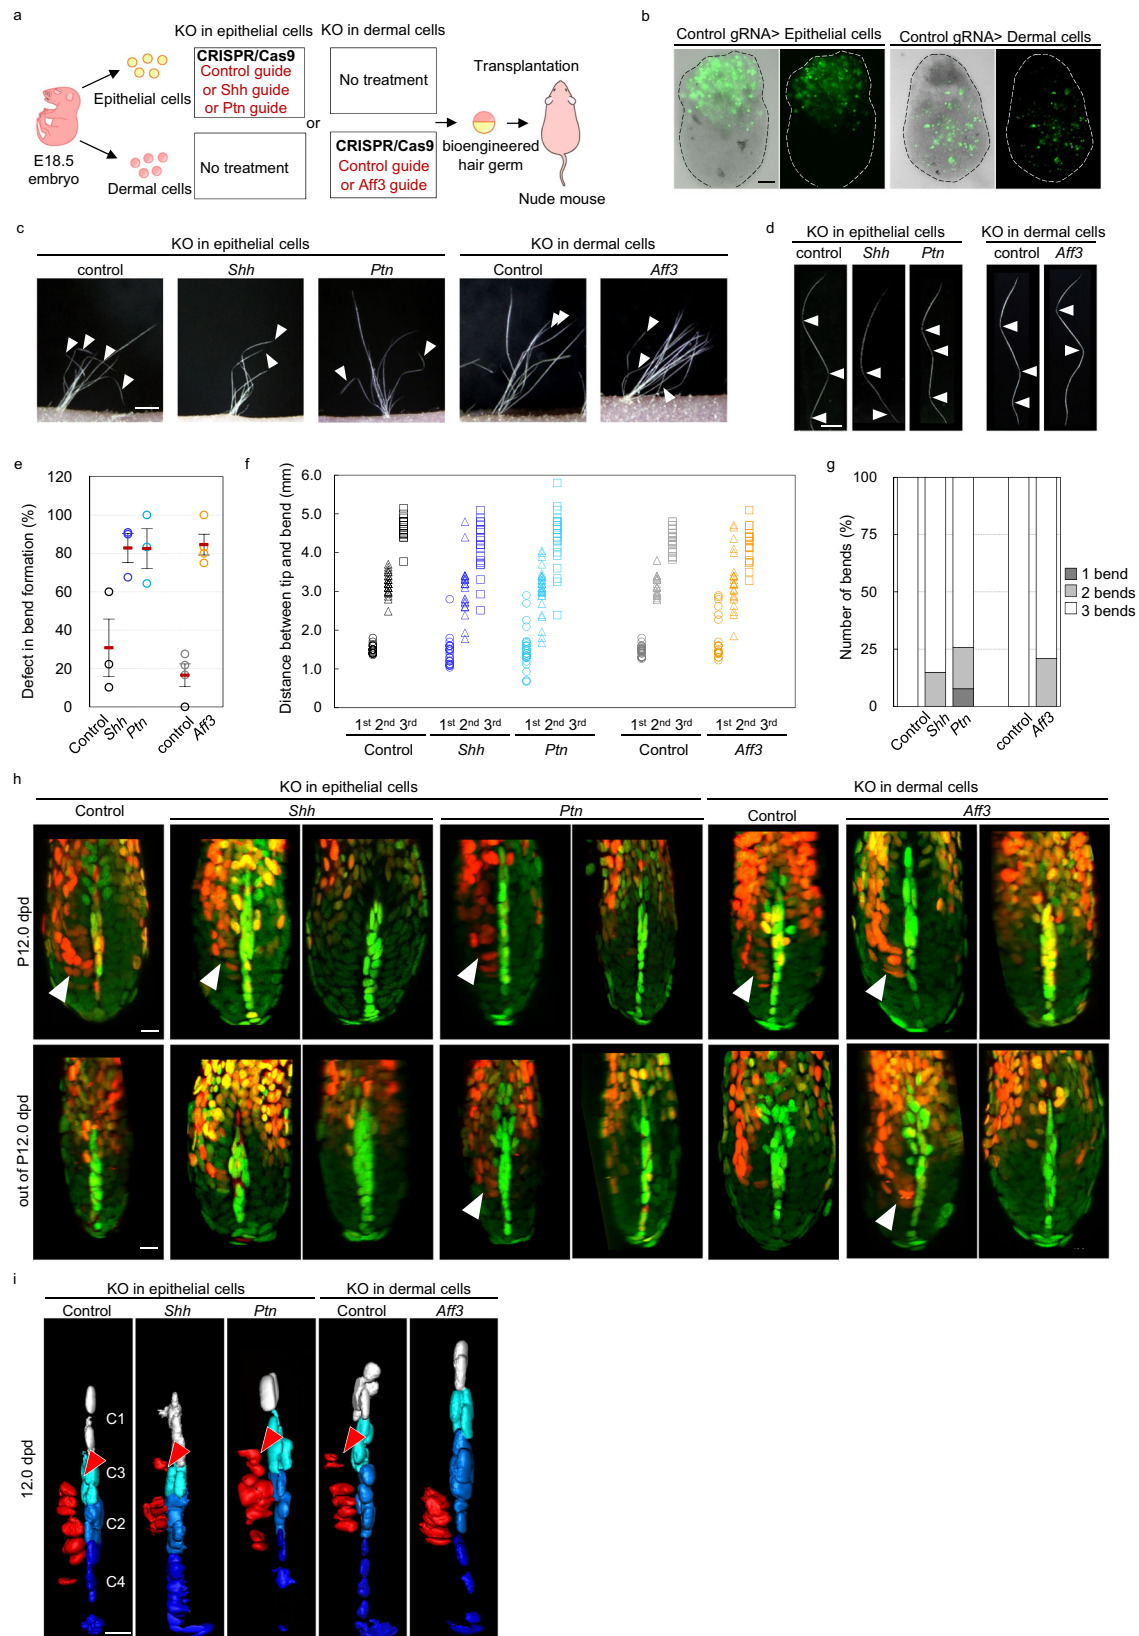 a
KO in epithelial cells
KO in dermal cells
CRISPR/Cas9
Control guide
or Shh guide
or Ptn guide
No treatment
Epithelial cells
or
E18.5
embryo
Dermal cells
No treatment
CRISPR/Cas9
Control guide
or Aff3 guide
bioengineered
hair germ
Transplantation
Nude mouse
b
Control gRNA> Epithelial cells
Control gRNA> Dermal cells
c
KO in epithelial cells
KO in dermal cells
control
Shh
Ptn
Control
Aff3
d
KO in epithelial cells
KO in dermal cells
control
Shh
Ptn
control
Aff3
e
Defect in bend formation (%)
120
100
80
60
40
20
0
Control
Shh
Ptn
control
Aff3
f
Distance between tip and bend (mm)
6.0
5.0
4.0
3.0
2.0
1.0
0
1st 2nd 3rd
1st 2nd 3rd
1st 2nd 3rd
1st 2nd 3rd
1st 2nd 3rd
Control
Shh
Ptn
Control
Aff3
g
Number of bends (%)
100
75
50
25
0
Control
Shh
Ptn
control
Aff3
1 bend
2 bends
3 bends
h
KO in epithelial cells
KO in dermal cells
Control
Shh
Ptn
Control
Aff3
P12.0 dpd
out of P12.0 dpd
i
KO in epithelial cells
KO in dermal cells
Control
Shh
Ptn
Control
Aff3
12.0 dpd
C1
C3
C2
C4